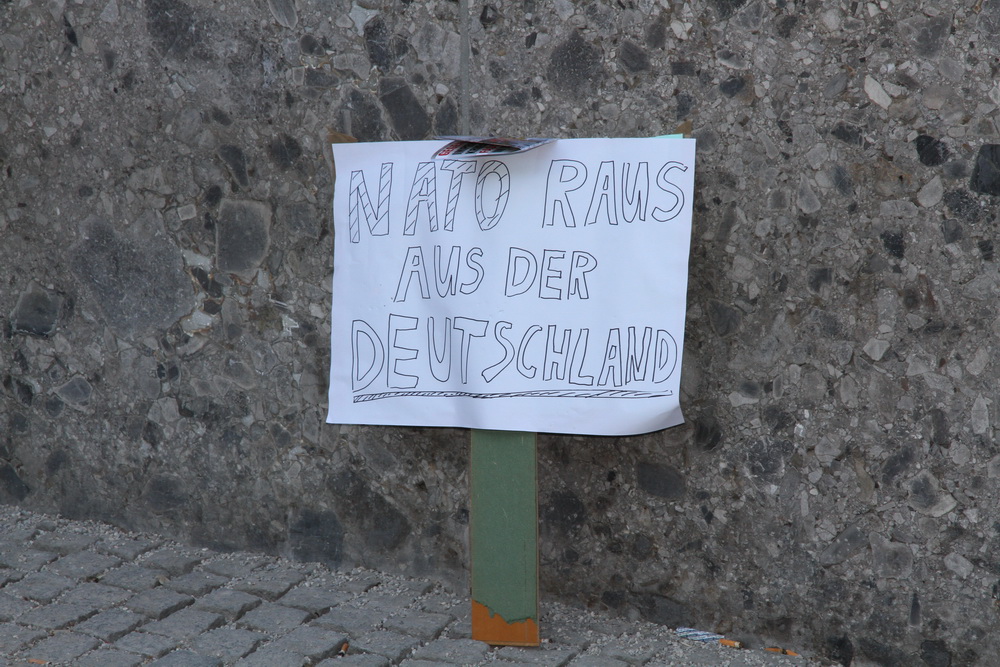 NATO RAUS
AUS DER
DEUTSCHLAND